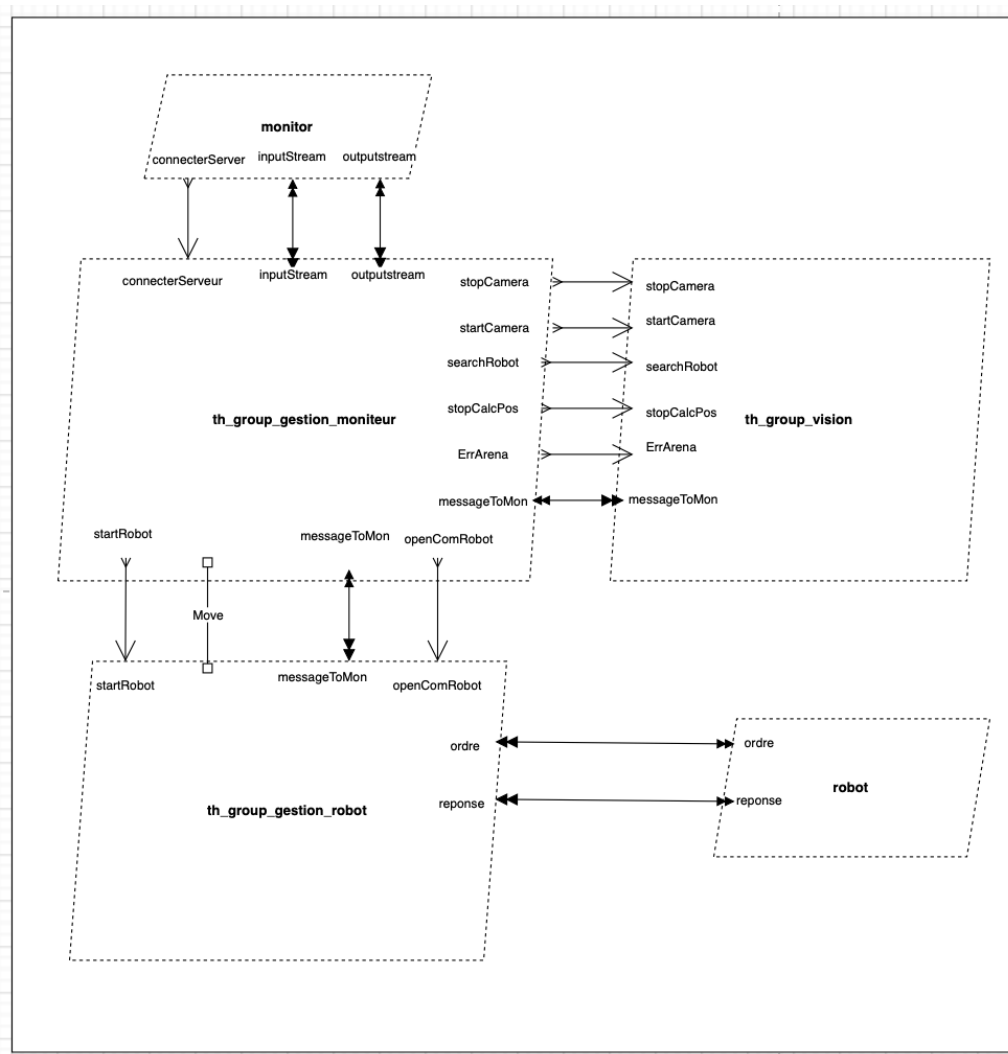 monitor
connecterServer inputStream outputstream
connecterServeur inputStream outputstream
stopCamera stopCamera
startCamera startCamera
searchRobot searchRobot
stopCalcPos stopCalcPos
th_group_gestion_moniteur th_group_vision
ErrArena ErrArena
messageToMon messageToMon
startRobot messageToMon openComRobot
Move
startRobot messageToMon openComRobot
ordre ordre
robot
reponse reponse
th_group_gestion_robot